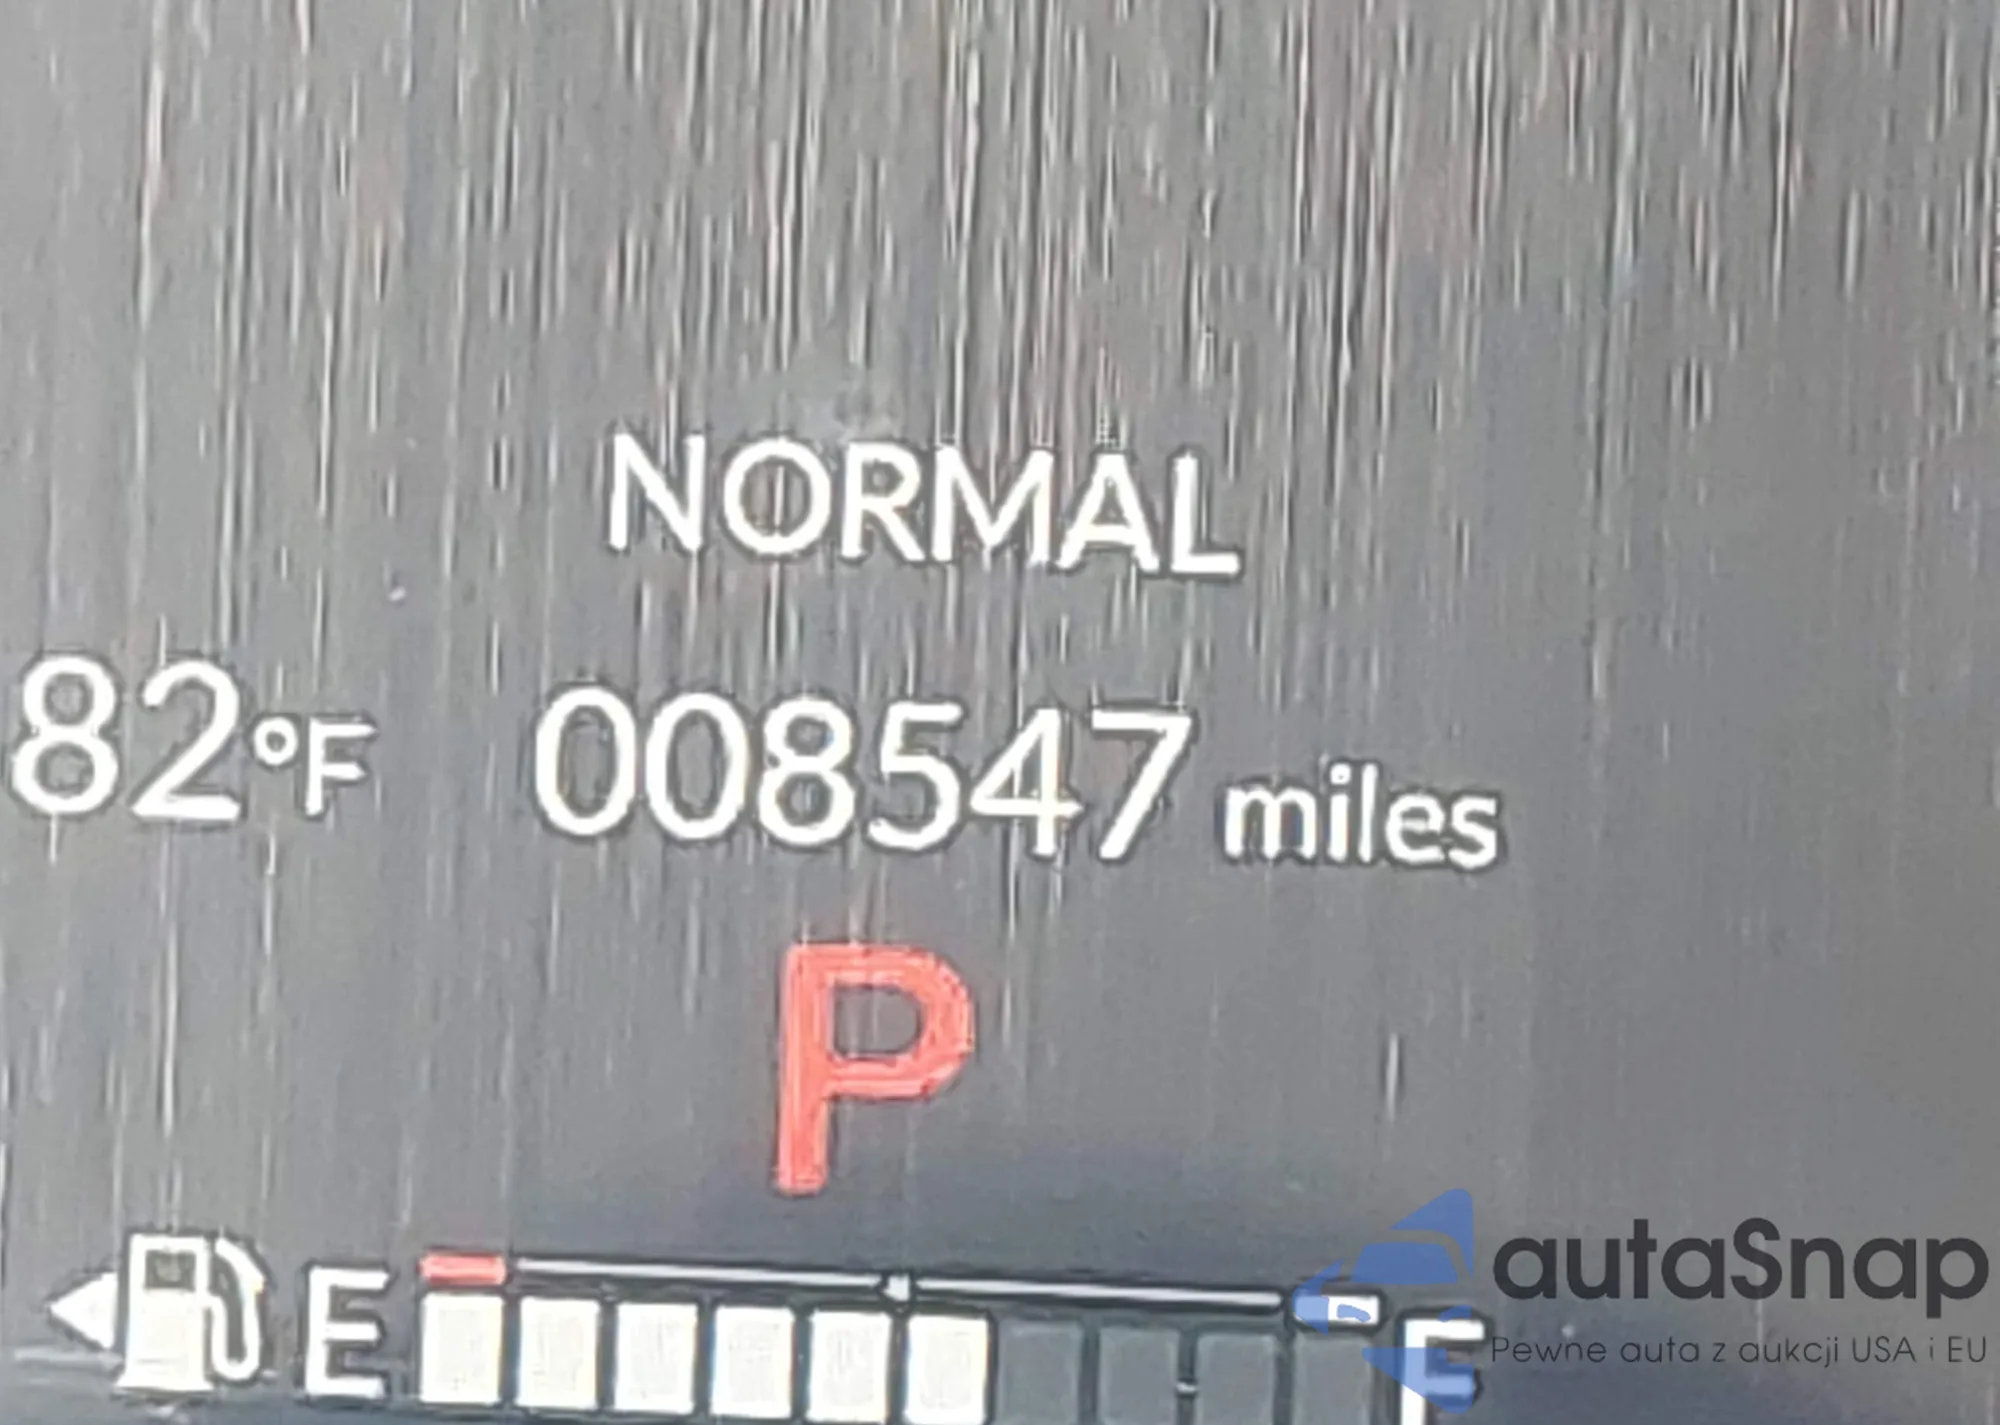 NORMAL
82°F 008547 miles
P
E F
autaSnap
Pewne auta z aukcji USA i EU